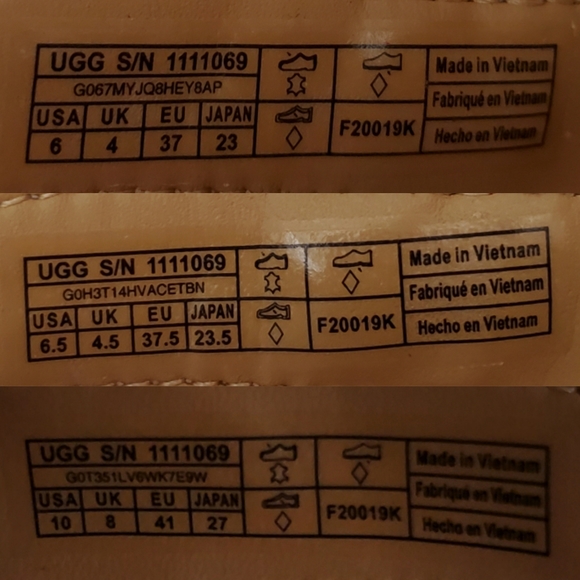 UGG S/N 1111069
G067MYJQ8HEY8AP
USA UK EU JAPAN
6 4 37 23
F20019K
Made in Vietnam
Fabriqué en Vietnam
Hecho en Vietnam
UGG S/N 1111069
G0H3T14HVACETBN
USA UK EU JAPAN
6.5 4.5 37.5 23.5
F20019K
Made in Vietnam
Fabriqué en Vietnam
Hecho en Vietnam
UGG S/N 1111069
G0T351LV6WK7E9W
USA UK EU JAPAN
10 8 41 27
F20019K
Made in Vietnam
Fabriqué en Vietnam
Hecho en Vietnam